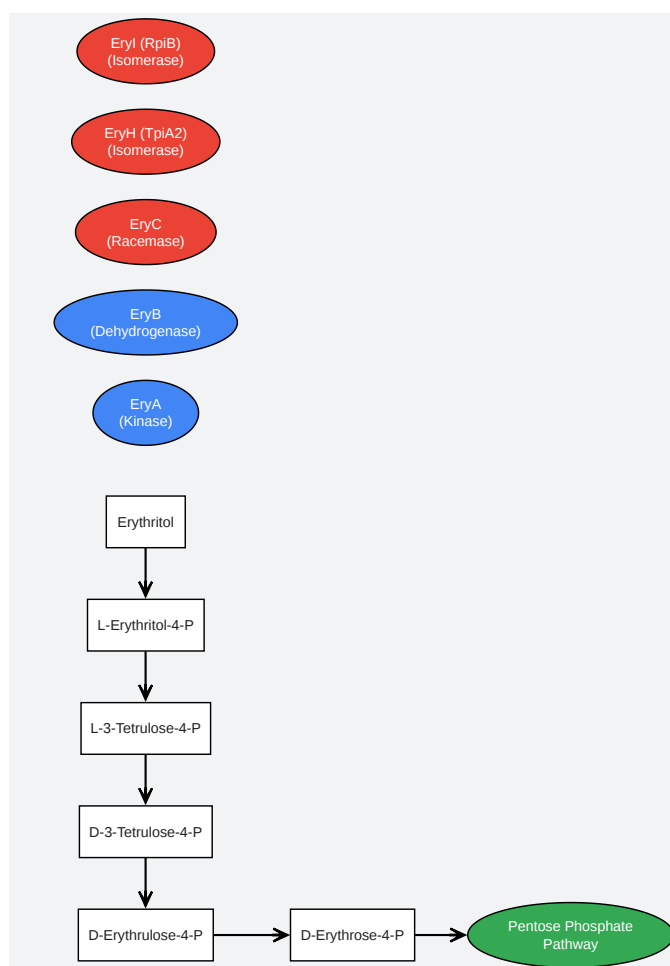 EryI (RpiB)
(Isomerase)
EryH (TpiA2)
(Isomerase)
EryC
(Racemase)
EryB
(Dehydrogenase)
EryA
(Kinase)
Erythritol
L-Erythritol-4-P
L-3-Tetrulose-4-P
D-3-Tetrulose-4-P
D-Erythrulose-4-P
D-Erythrose-4-P
Pentose Phosphate
Pathway